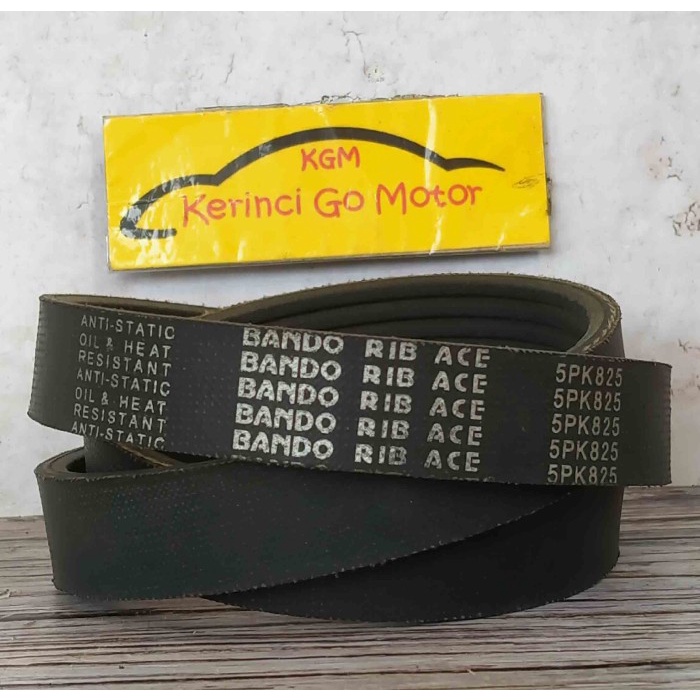 KGM
Kerinci Go Motor
ANTI-STATIC
OIL & HEAT
RESISTANT
ANTI-STATIC
OIL & HEAT
RESISTANT
ANTI-STATIC
BANDO RIB ACE 5PK825
BANDO RIB ACE 5PK825
BANDO RIB ACE 5PK825
BANDO RIB ACE 5PK825
BANDO RIB ACE 5PK825